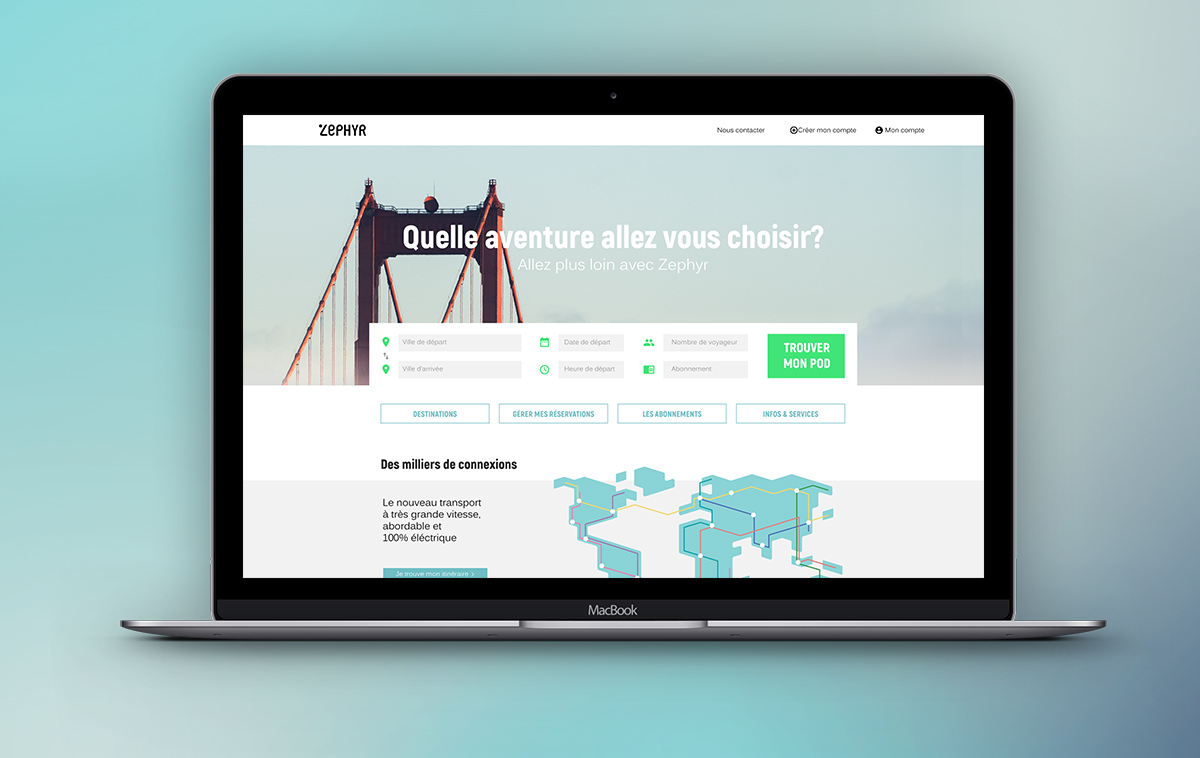 ZEPHYR
Nous contacter
Créer mon compte
Mon compte
Quelle aventure allez vous choisir?
Allez plus loin avec Zephyr
Ville de départ
Date de départ
Nombre de voyageur
TROUVER
MON POD
Ville d'arrivée
Heure de départ
Abonnement
DESTINATIONS
GÉRER MES RÉSERVATIONS
LES ABONNEMENTS
INFOS & SERVICES
Des milliers de connexions
Le nouveau transport
à très grande vitesse,
abordable et
100% éléctrique
Je trouve mon itinéraire >
MacBook